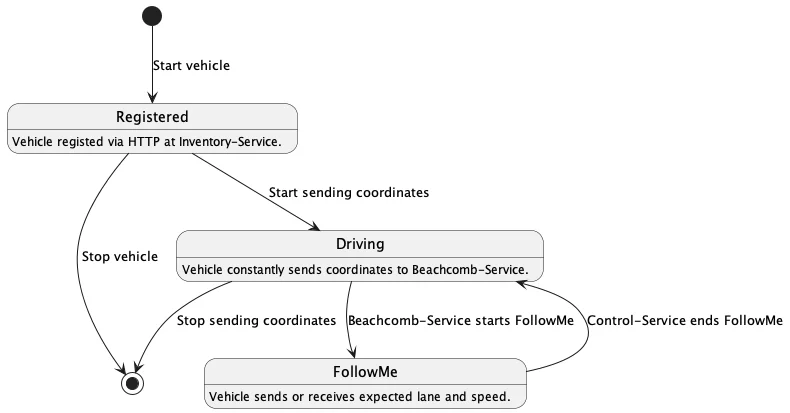 Start vehicle
Registered
Vehicle registed via HTTP at Inventory-Service.
Start sending coordinates
Driving
Stop vehicle
Vehicle constantly sends coordinates to Beachcomb-Service.
Stop sending coordinates
Beachcomb-Service starts FollowMe
Control-Service ends FollowMe
FollowMe
Vehicle sends or receives expected lane and speed.